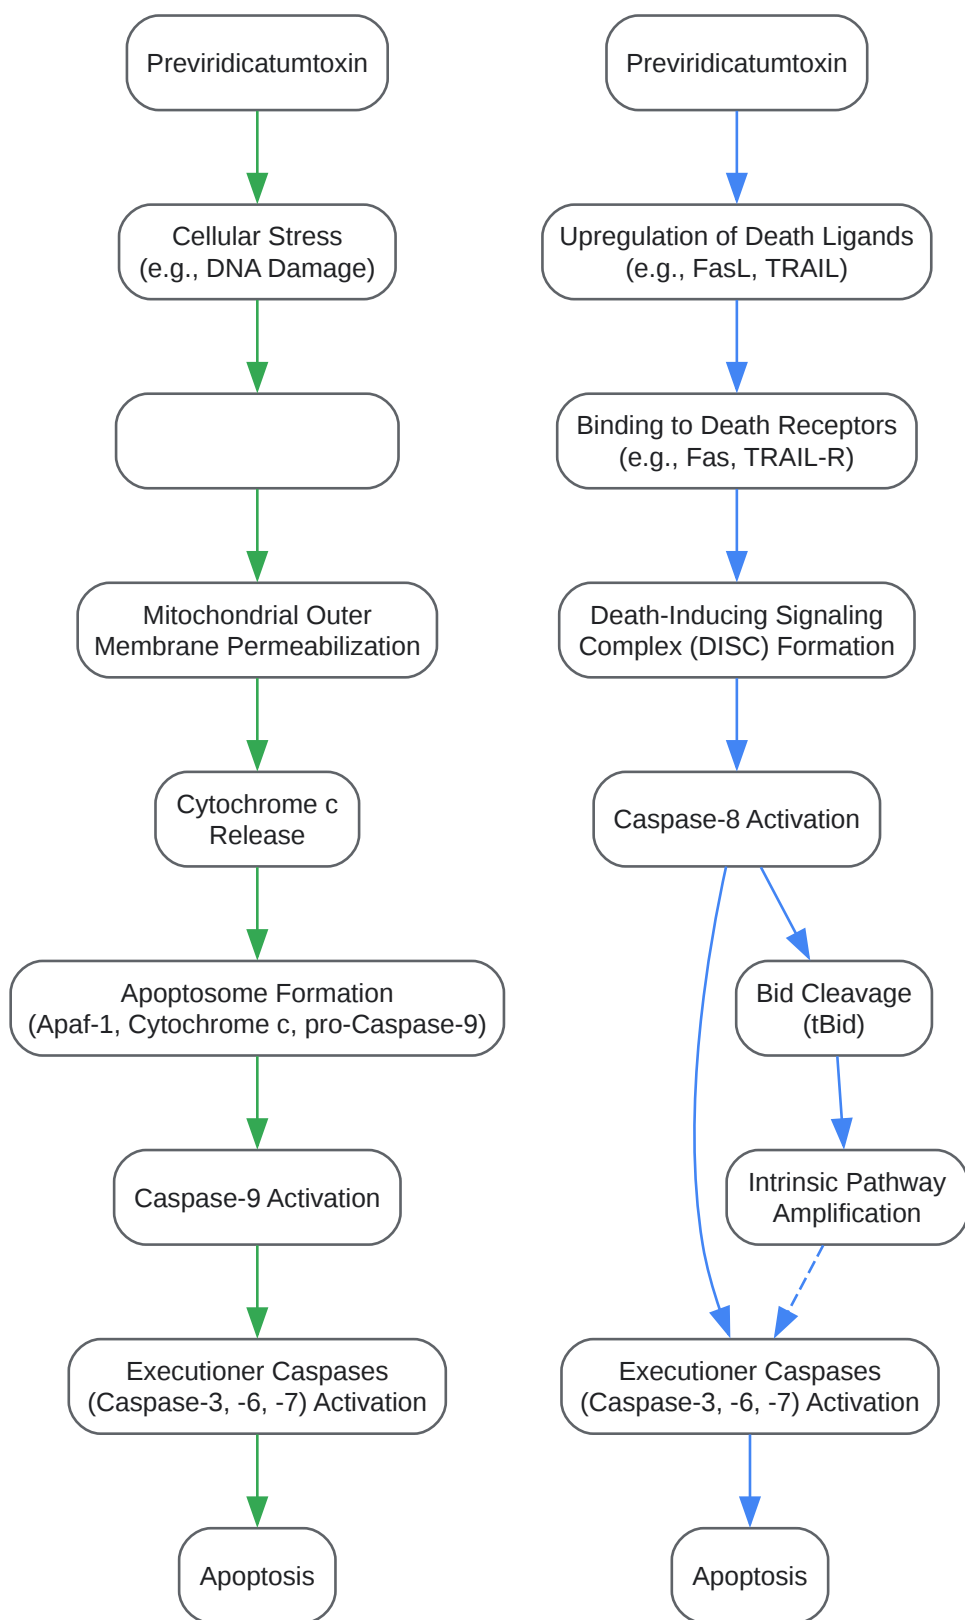 Previridicatumtoxin
Cellular Stress
(e.g., DNA Damage)
Mitochondrial Outer
Membrane Permeabilization
Cytochrome c
Release
Apoptosome Formation
(Apaf-1, Cytochrome c, pro-Caspase-9)
Caspase-9 Activation
Executioner Caspases
(Caspase-3, -6, -7) Activation
Apoptosis
Previridicatumtoxin
Upregulation of Death Ligands
(e.g., FasL, TRAIL)
Binding to Death Receptors
(e.g., Fas, TRAIL-R)
Death-Inducing Signaling
Complex (DISC) Formation
Caspase-8 Activation
Bid Cleavage
(tBid)
Intrinsic Pathway
Amplification
Executioner Caspases
(Caspase-3, -6, -7) Activation
Apoptosis